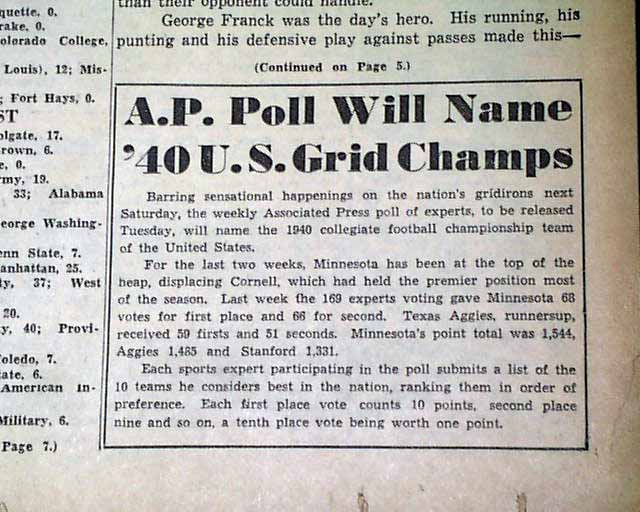 quette, 0.
rake, 0.
olorado College,
Louis), 12; Mis-
; Fort Hays, 0.
ST
olgate, 17.
rown, 6.
e, 0.
rmy, 19.
33; Alabama
eorge Washing-
enn State, 7.
anhattan, 25.
ty, 37; West
20.
y, 40; Provi-
oledo, 7.
tate, 6.
American In-
Military, 6.
Page 7.)
than their opponent could handle.
George Franck was the day's hero. His running, his
punting and his defensive play against passes made this—
(Continued on Page 5.)
A.P. Poll Will Name
'40 U.S. Grid Champs
Barring sensational happenings on the nation's gridirons next
Saturday, the weekly Associated Press poll of experts, to be released
Tuesday, will name the 1940 collegiate football championship team
of the United States.
For the last two weeks, Minnesota has been at the top of the
heap, displacing Cornell, which had held the premier position most
of the season. Last week the 169 experts voting gave Minnesota 68
votes for first place and 66 for second. Texas Aggies, runnersup,
received 59 firsts and 51 seconds. Minnesota's point total was 1,544,
Aggies 1,485 and Stanford 1,331.
Each sports expert participating in the poll submits a list of the
10 teams he considers best in the nation, ranking them in order of
preference. Each first place vote counts 10 points, second place
nine and so on, a tenth place vote being worth one point.